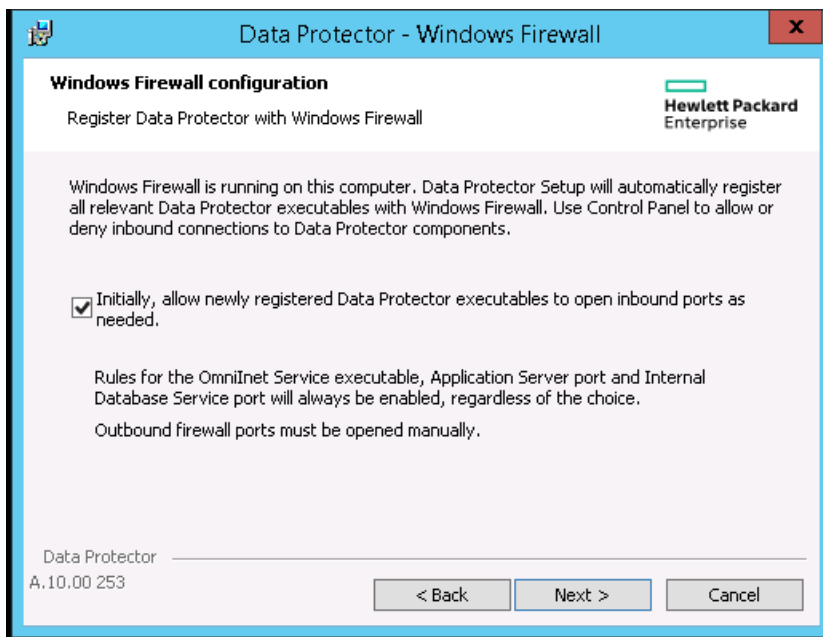 Data Protector - Windows Firewall
x
Windows Firewall configuration
Register Data Protector with Windows Firewall
Hewlett Packard
Enterprise
Windows Firewall is running on this computer. Data Protector Setup will automatically register
all relevant Data Protector executables with Windows Firewall. Use Control Panel to allow or
deny inbound connections to Data Protector components.
Initially, allow newly registered Data Protector executables to open inbound ports as
needed.
Rules for the OmniInet Service executable, Application Server port and Internal
Database Service port will always be enabled, regardless of the choice.
Outbound firewall ports must be opened manually.
Data Protector
A.10.00 253
< Back
Next >
Cancel